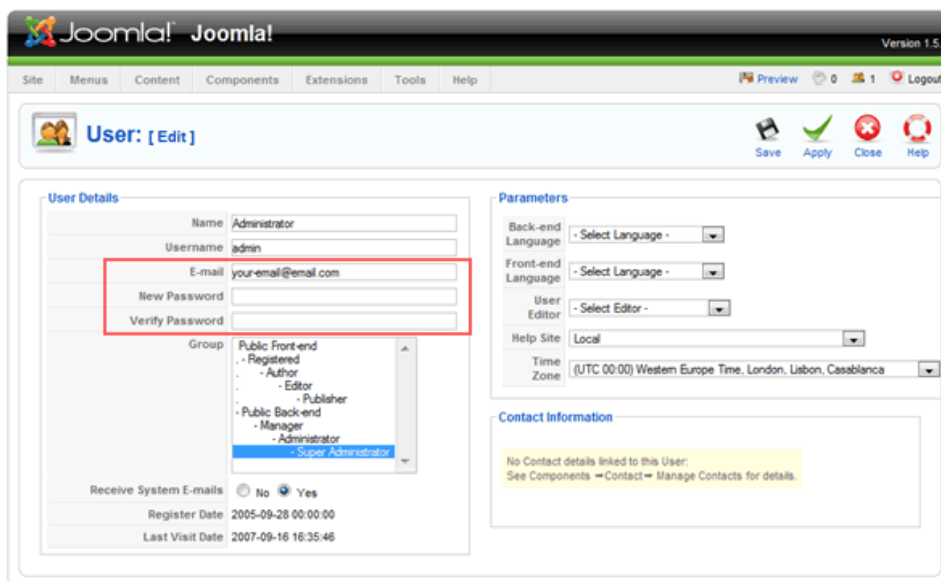 Joomla! Joomla!
Version 1.5.
Site Menus Content Components Extensions Tools Help Preview 0 1 Logout
User: [ Edit ]
Save Apply Close Help
User Details
Name Administrator
Username admin
E-mail your-email@email.com
New Password
Verify Password
Group Public Front-end
. - Registered
. - Author
. - Editor
. - Publisher
- Public Back-end
- Manager
- Administrator
- Super Administrator
Receive System E-mails No Yes
Register Date 2005-09-28 00:00:00
Last Visit Date 2007-09-16 16:35:46
Parameters
Back-end
Language - Select Language -
Front-end
Language - Select Language -
User
Editor - Select Editor -
Help Site Local
Time
Zone (UTC 00:00) Western Europe Time, London, Lisbon, Casablanca
Contact Information
No Contact details linked to this User:
See Components ➞Contact➞ Manage Contacts for details.